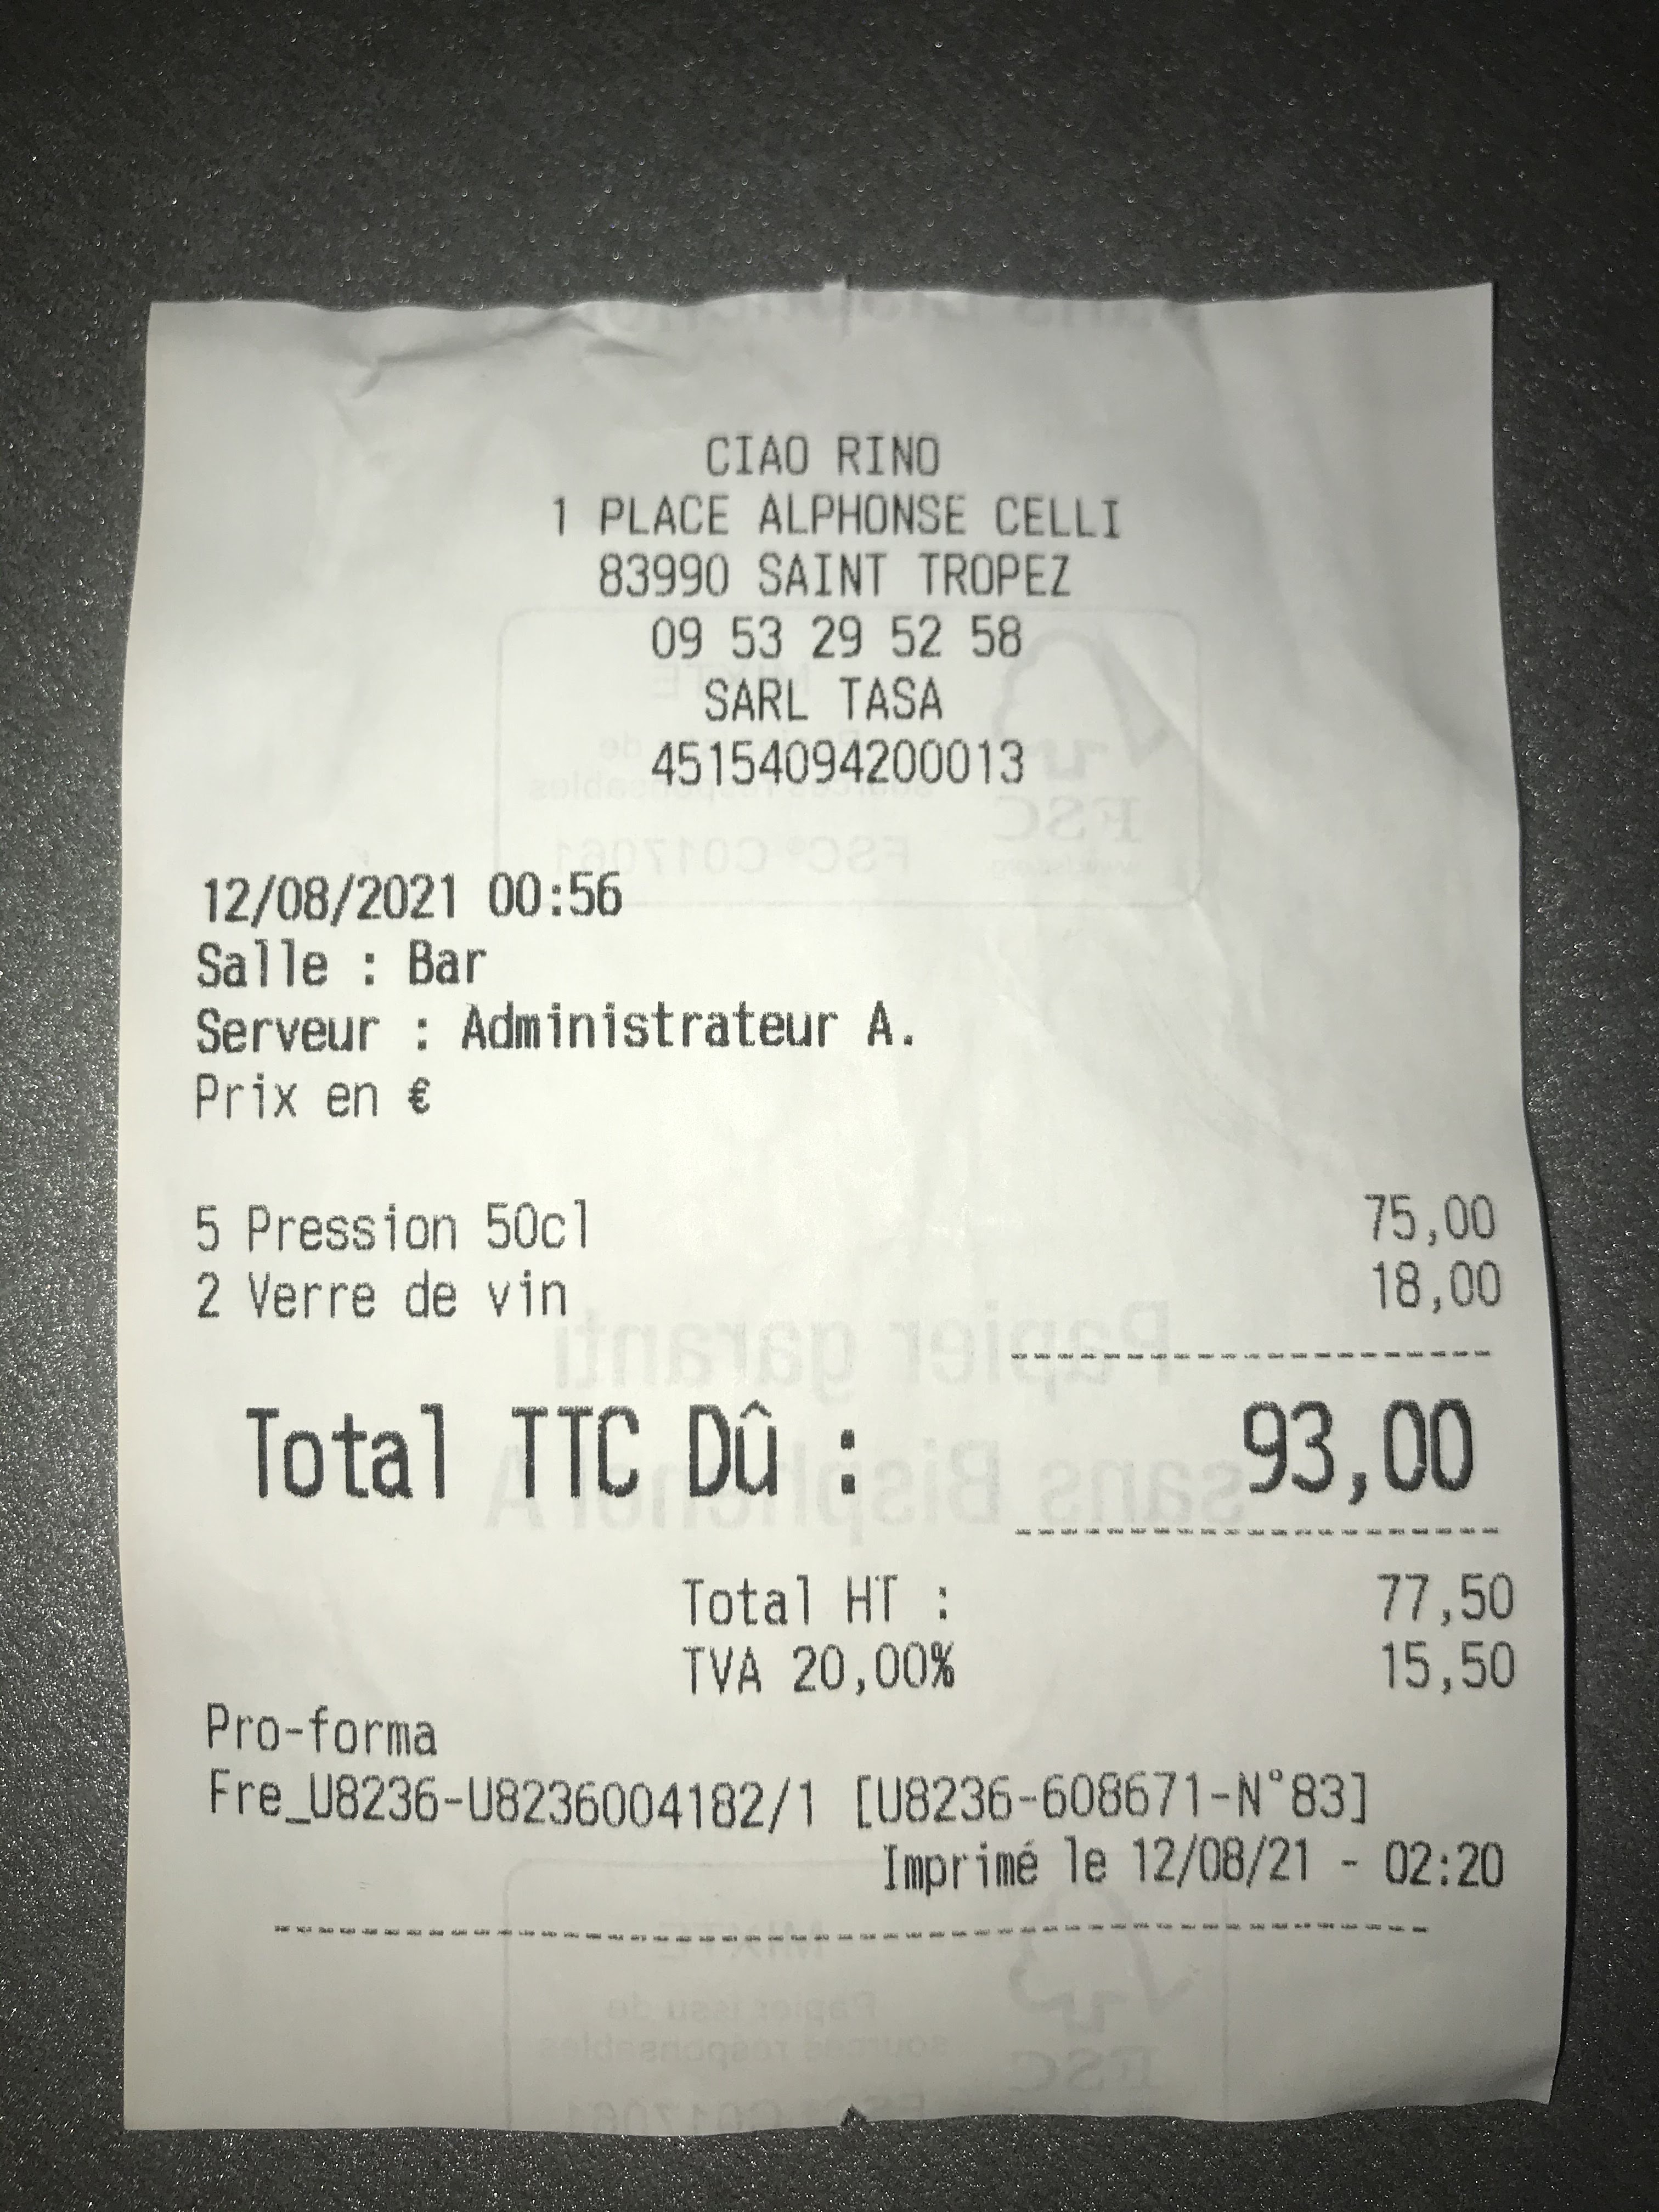 CIAO RINO
1 PLACE ALPHONSE CELLI
83990 SAINT TROPEZ
09 53 29 52 58
SARL TASA
45154094200013
12/08/2021 00:56
Salle : Bar
Serveur : Administrateur A.
Prix en €
5 Pression 50cl 75,00
2 Verre de vin 18,00
Total TTC Dû : 93,00
Total HT : 77,50
TVA 20,00% 15,50
Pro-forma
Fre_U8236-U8236004182/1 [U8236-608671-N°83]
Imprimé le 12/08/21 - 02:20